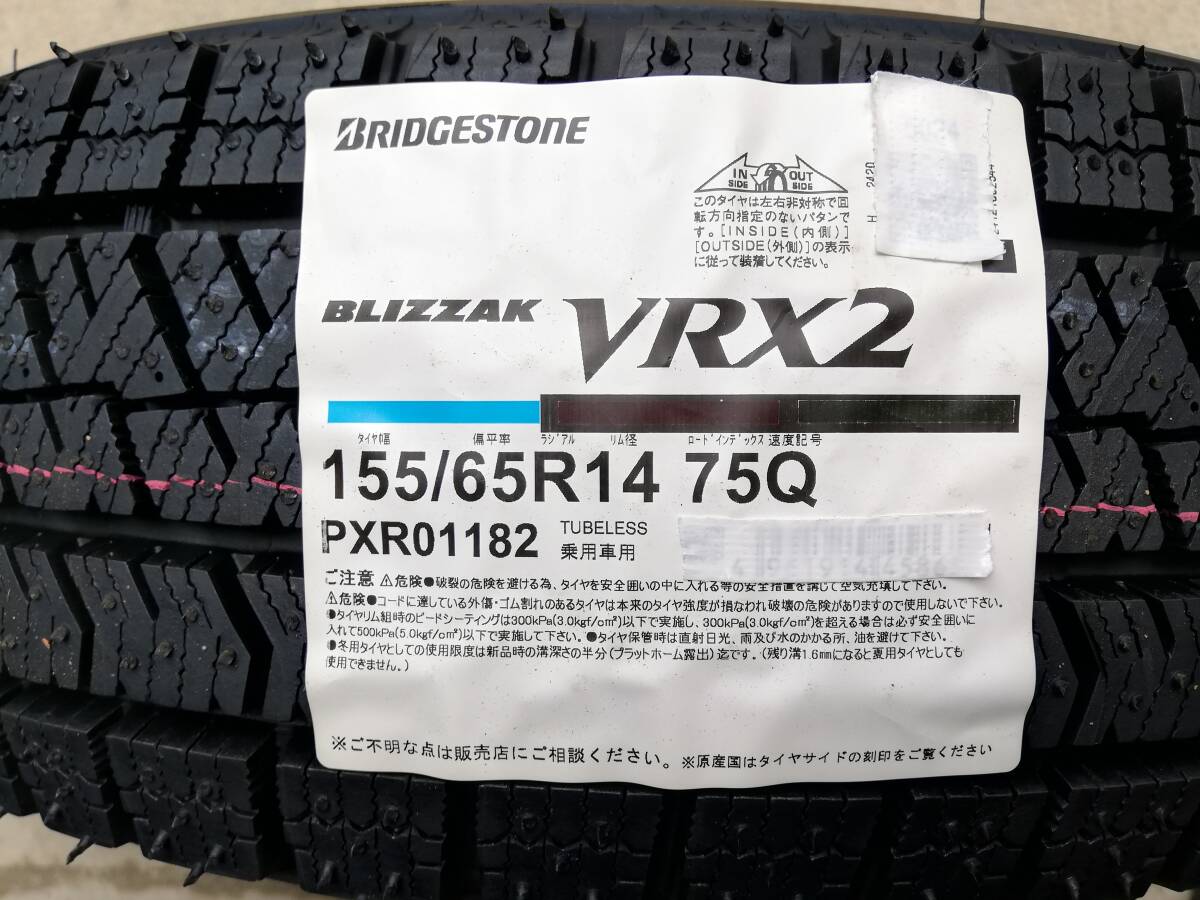 BRIDGESTONE
IN SIDE OUT SIDE
このタイヤは左右非対称で回
転方向指定のないパタンで
す。[INSIDE(内側)]
[OUTSIDE(外側)]の表示
に従って装着してください。
BLIZZAK VRX2
タイヤ幅 偏平率 ラジアル リム径 ロードインデックス 速度記号
155/65R14 75Q
PXR01182 TUBELESS
乗用車用
ご注意 ⚠危険●破裂の危険を避ける為、タイヤを安全囲いの中に入れる等の安全措置を講じて空気充填して下さい。
⚠危険●コードに達している外傷・ゴム割れのあるタイヤは本来のタイヤ強度が損なわれ破壊の危険がありますので使用しないで下さい。
●タイヤリム組時のビードシーティングは300kPa(3.0kgf/cm²)以下で実施し、300kPa(3.0kgf/cm²)を超える場合は必ず安全囲いに
入れて500kPa(5.0kgf/cm²)以下で実施して下さい。●タイヤ保管時は直射日光、雨及び水のかかる所、油を避けて下さい。
●冬用タイヤとしての使用限度は新品時の溝深さの半分(プラットホーム露出)迄です。(残り溝1.6mmになると夏用タイヤとしても
使用できません。)
※ご不明な点は販売店にご相談ください。※原産国はタイヤサイドの刻印をご覧ください